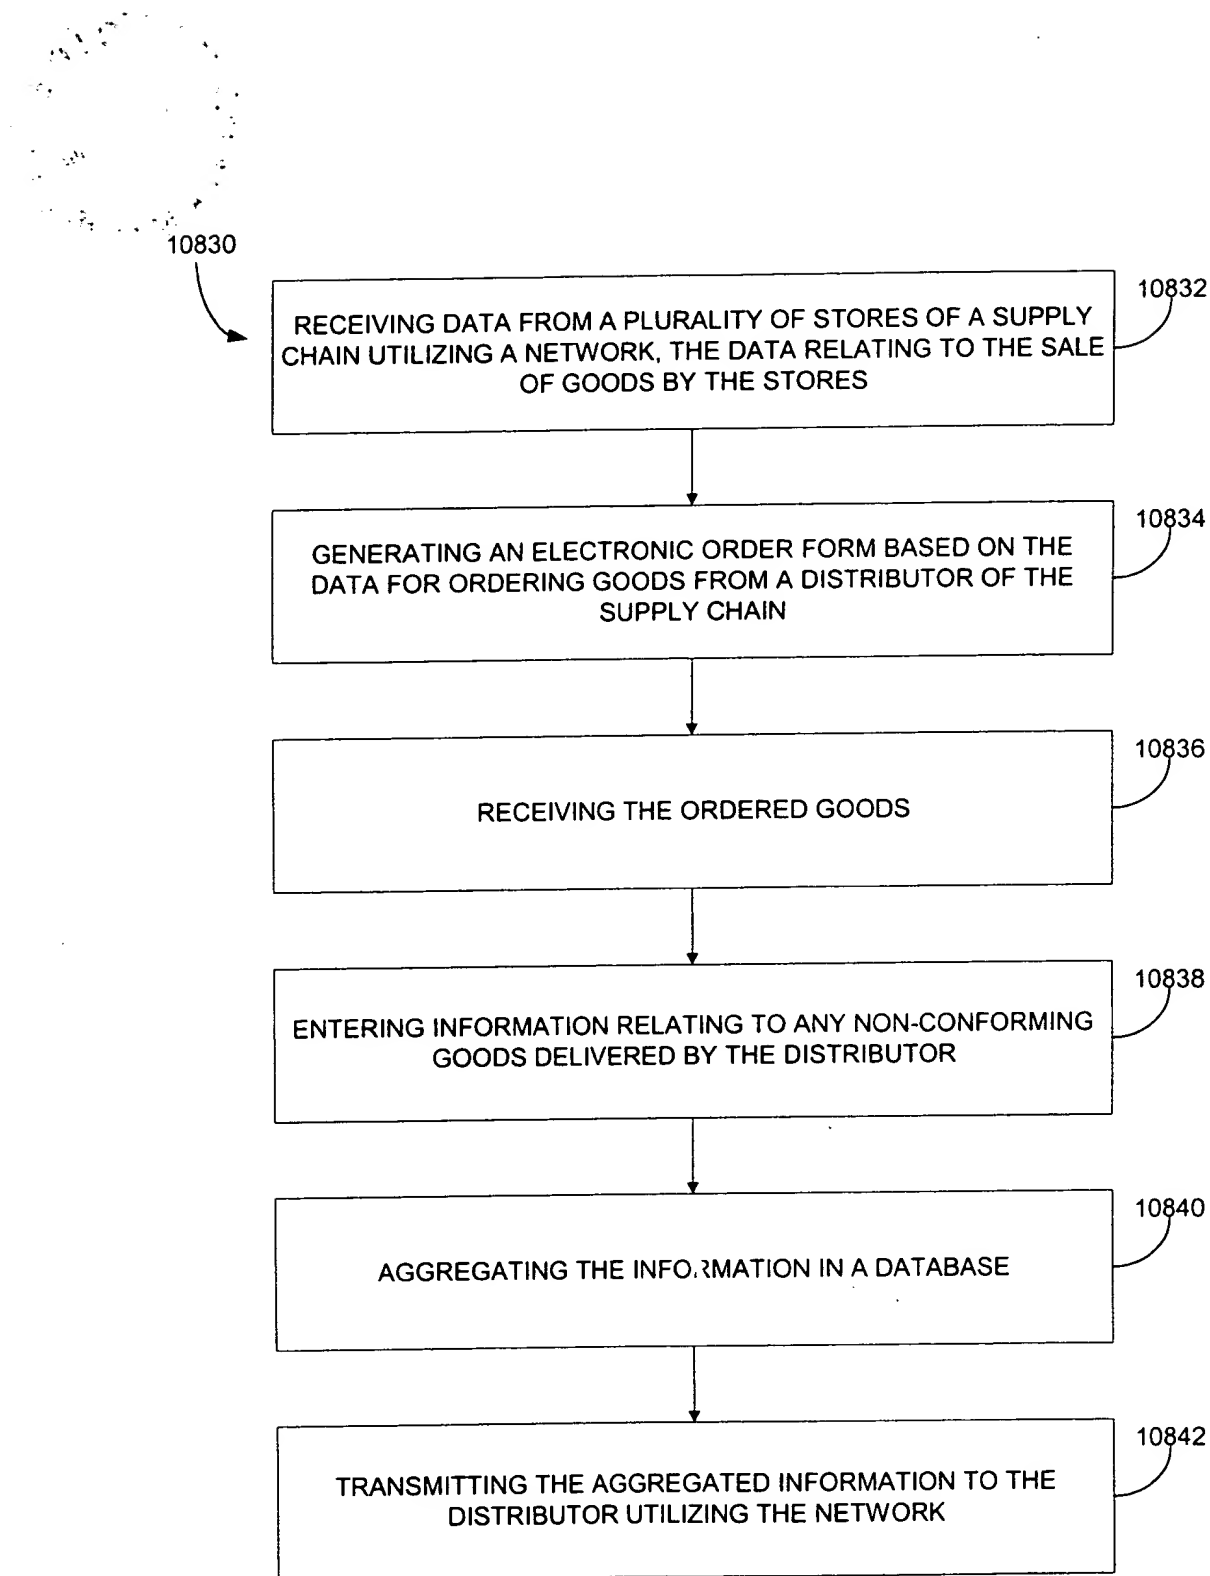 10830
10832
RECEIVING DATA FROM A PLURALITY OF STORES OF A SUPPLY
CHAIN UTILIZING A NETWORK, THE DATA RELATING TO THE SALE
OF GOODS BY THE STORES
10834
GENERATING AN ELECTRONIC ORDER FORM BASED ON THE
DATA FOR ORDERING GOODS FROM A DISTRIBUTOR OF THE
SUPPLY CHAIN
10836
RECEIVING THE ORDERED GOODS
10838
ENTERING INFORMATION RELATING TO ANY NON-CONFORMING
GOODS DELIVERED BY THE DISTRIBUTOR
10840
AGGREGATING THE INFORMATION IN A DATABASE
10842
TRANSMITTING THE AGGREGATED INFORMATION TO THE
DISTRIBUTOR UTILIZING THE NETWORK